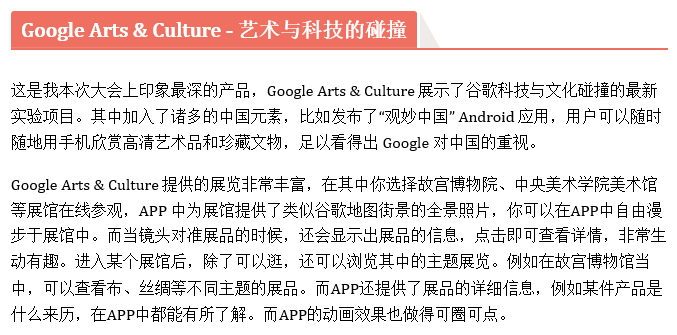 Google Arts & Culture - 艺术与科技的碰撞
这是我本次大会上印象最深的产品，Google Arts & Culture 展示了谷歌科技与文化碰撞的最新
实验项目。其中加入了诸多的中国元素，比如发布了“观妙中国” Android 应用，用户可以随时
随地用手机欣赏高清艺术品和珍藏文物，足以看得出 Google 对中国的重视。
Google Arts & Culture 提供的展览非常丰富，在其中你选择故宫博物院、中央美术学院美术馆
等展馆在线参观，APP 中为展馆提供了类似谷歌地图街景的全景照片，你可以在APP中自由漫
步于展馆中。而当镜头对准展品的时候，还会显示出展品的信息，点击即可查看详情，非常生
动有趣。进入某个展馆后，除了可以逛，还可以浏览其中的主题展览。例如在故宫博物馆当
中，可以查看布、丝绸等不同主题的展品。而APP还提供了展品的详细信息，例如某件产品是
什么来历，在APP中都能有所了解。而APP的动画效果也做得可圈可点。